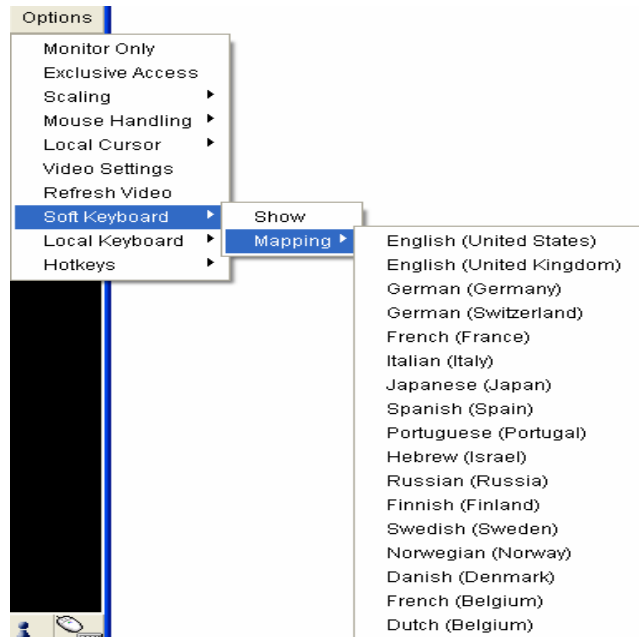 Options
Monitor Only
Exclusive Access
Scaling
Mouse Handling
Local Cursor
Video Settings
Refresh Video
Soft Keyboard
Local Keyboard
Hotkeys
Show
Mapping
English (United States)
English (United Kingdom)
German (Germany)
German (Switzerland)
French (France)
Italian (Italy)
Japanese (Japan)
Spanish (Spain)
Portuguese (Portugal)
Hebrew (Israel)
Russian (Russia)
Finnish (Finland)
Swedish (Sweden)
Norwegian (Norway)
Danish (Denmark)
French (Belgium)
Dutch (Belgium)